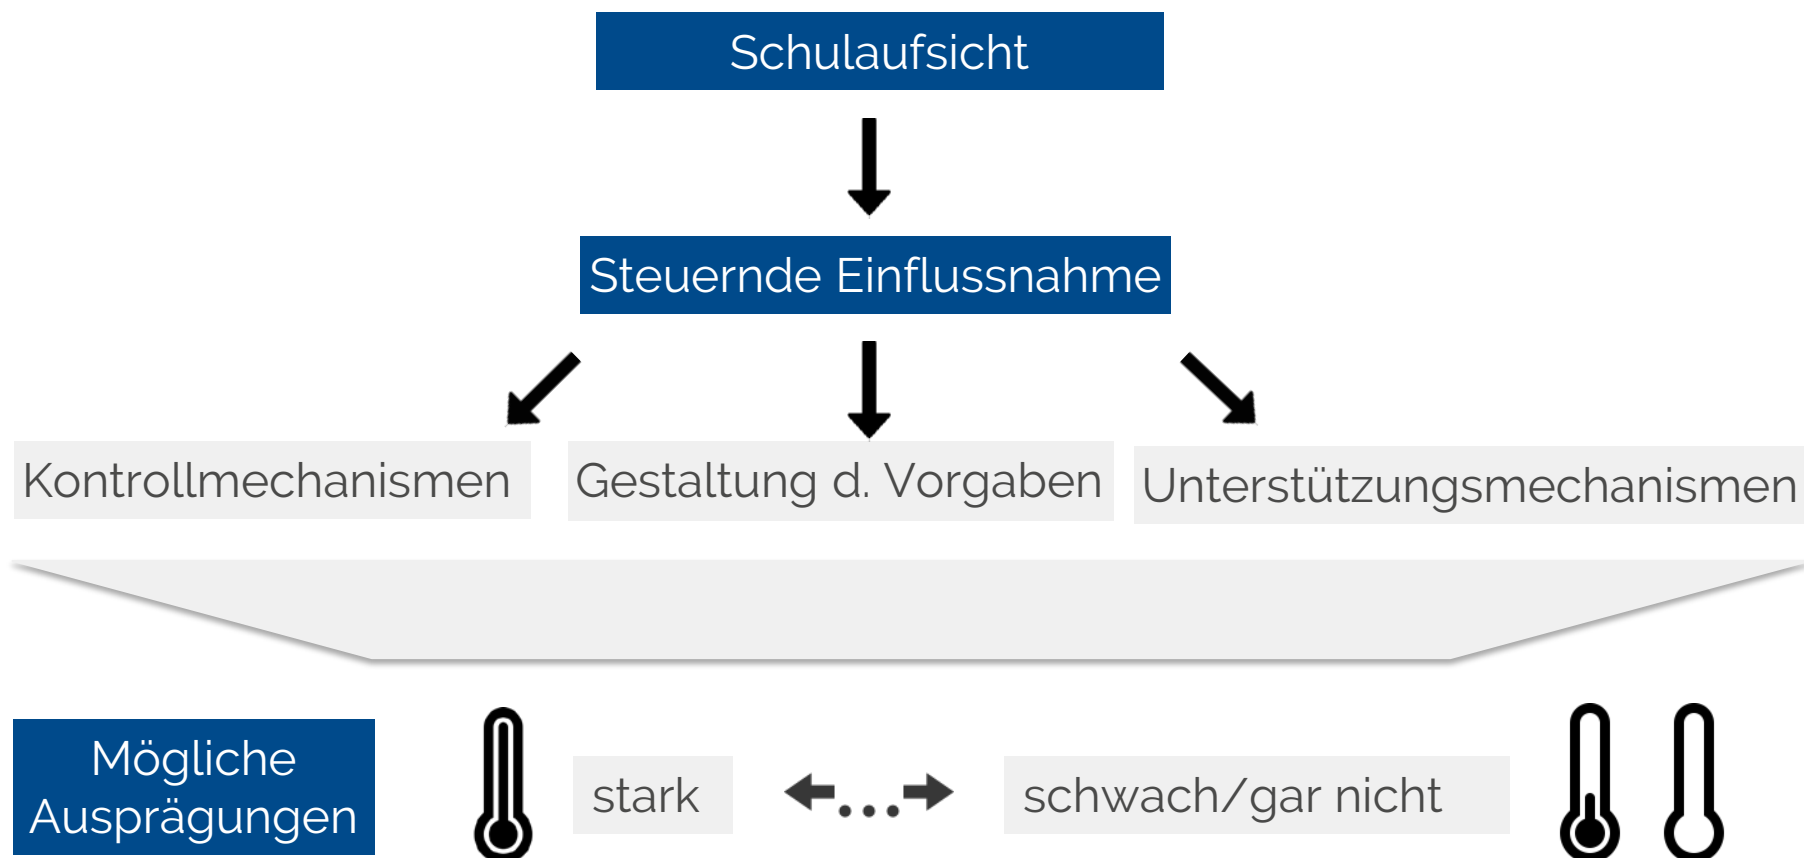 Schulaufsicht
Steuernde Einflussnahme
Kontrollmechanismen
Gestaltung d. Vorgaben
Unterstützungsmechanismen
Mögliche
Ausprägungen
stark
schwach/gar nicht